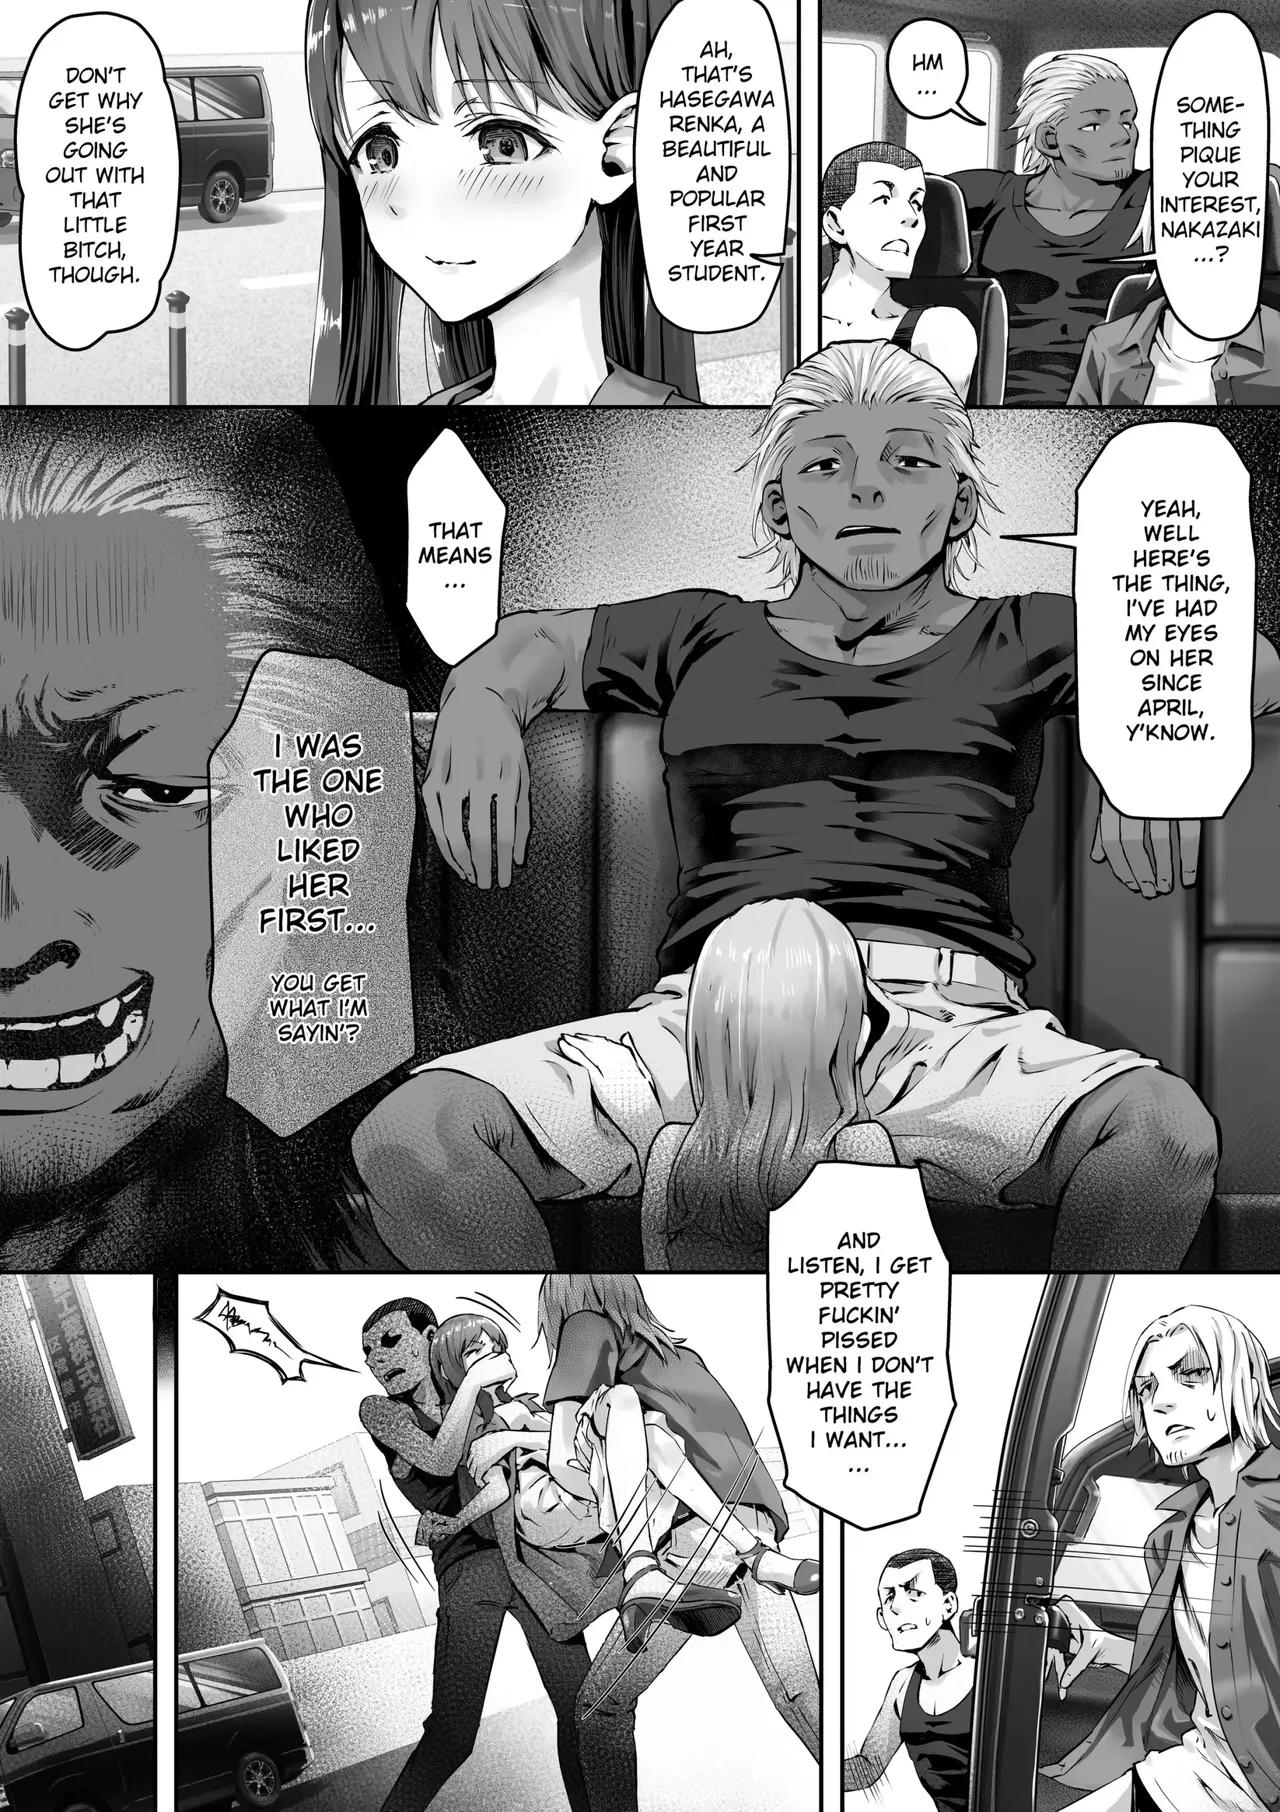 SOME-
THING
PIQUE
YOUR
INTEREST,
NAKAZAKI
...?
HM
...
AH,
THAT'S
HASEGAWA
RENKA, A
BEAUTIFUL
AND
POPULAR
FIRST
YEAR
STUDENT.
DON'T
GET WHY
SHE'S
GOING
OUT WITH
THAT
LITTLE
BITCH,
THOUGH.
YEAH,
WELL
HERE'S
THE THING,
I'VE HAD
MY EYES
ON HER
SINCE
APRIL,
Y'KNOW.
THAT
MEANS
...
I WAS
THE ONE
WHO
LIKED
HER
FIRST...
YOU GET
WHAT I'M
SAYIN'?
AND
LISTEN, I GET
PRETTY
FUCKIN'
PISSED
WHEN I DON'T
HAVE THE
THINGS
I WANT...
...